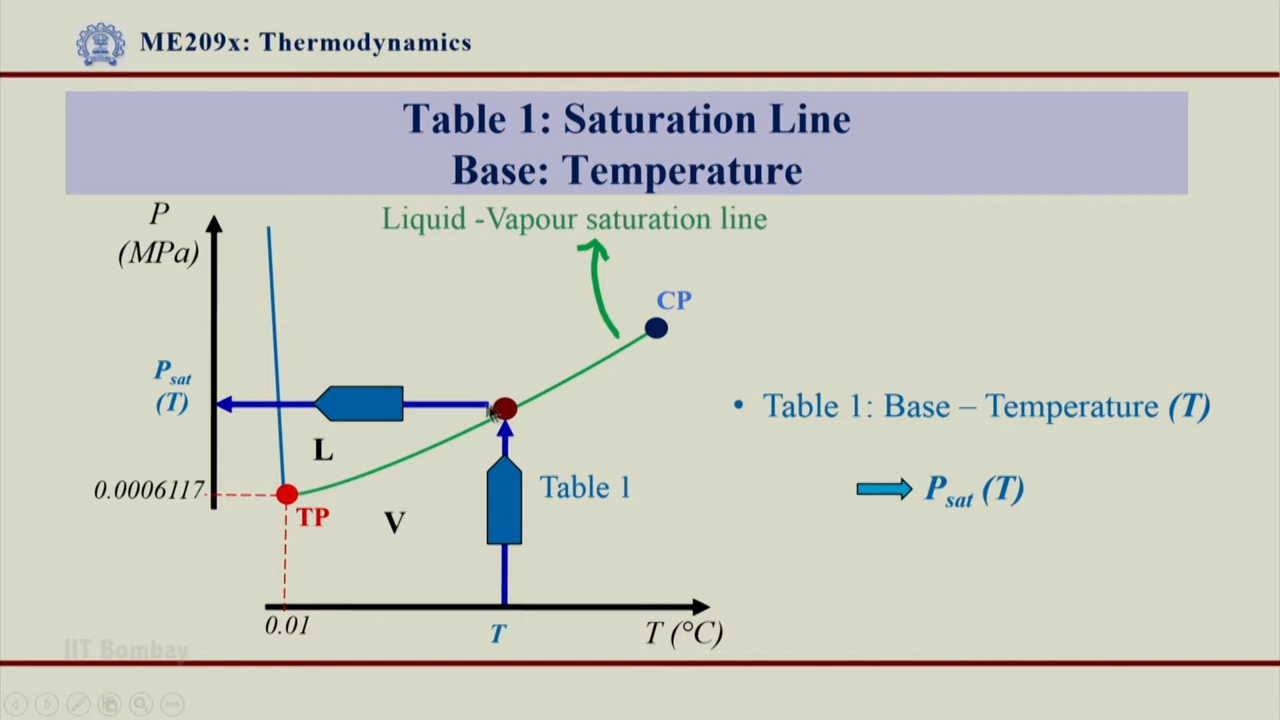 ME209x: Thermodynamics
Table 1: Saturation Line
Base: Temperature
P
(MPa)
Liquid -Vapour saturation line
CP
P_sat
(T)
• Table 1: Base – Temperature (T)
L
0.0006117
Table 1
P_sat (T)
TP
V
0.01
T
T (°C)
IIT Bombay